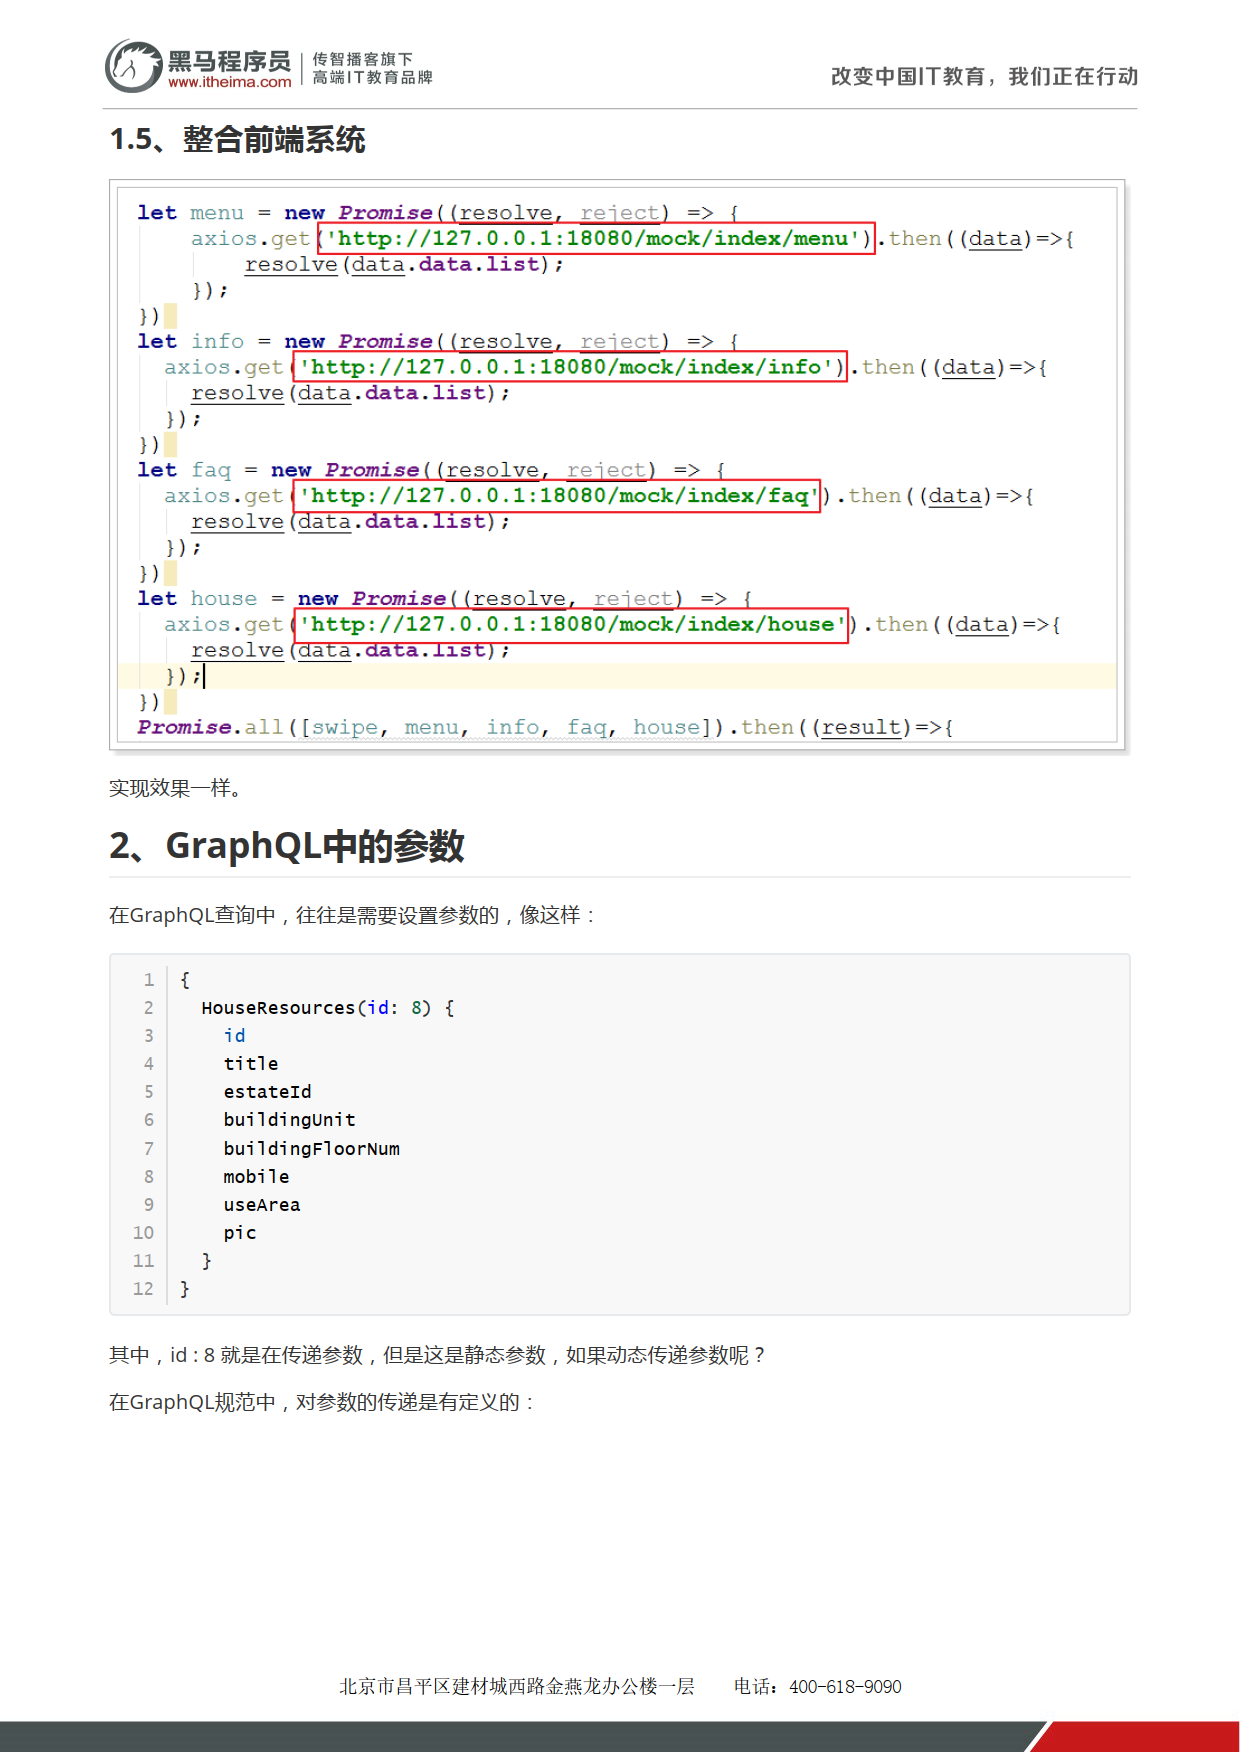 黑马程序员
www.itheima.com
传智播客旗下
高端IT教育品牌
改变中国IT教育，我们正在行动
1.5、整合前端系统
let menu = new Promise((resolve, reject) => {
    axios.get('http://127.0.0.1:18080/mock/index/menu').then((data)=>{
        resolve(data.data.list);
    });
})
let info = new Promise((resolve, reject) => {
  axios.get('http://127.0.0.1:18080/mock/index/info').then((data)=>{
    resolve(data.data.list);
  });
})
let faq = new Promise((resolve, reject) => {
  axios.get('http://127.0.0.1:18080/mock/index/faq').then((data)=>{
    resolve(data.data.list);
  });
})
let house = new Promise((resolve, reject) => {
  axios.get('http://127.0.0.1:18080/mock/index/house').then((data)=>{
    resolve(data.data.list);
  });
})
Promise.all([swipe, menu, info, faq, house]).then((result)=>{
实现效果一样。
2、GraphQL中的参数
在GraphQL查询中，往往是需要设置参数的，像这样：
1 {
2   HouseResources(id: 8) {
3     id
4     title
5     estateId
6     buildingUnit
7     buildingFloorNum
8     mobile
9     useArea
10     pic
11   }
12 }
其中，id : 8 就是在传递参数，但是这是静态参数，如果动态传递参数呢？
在GraphQL规范中，对参数的传递是有定义的：
北京市昌平区建材城西路金燕龙办公楼一层 电话：400-618-9090